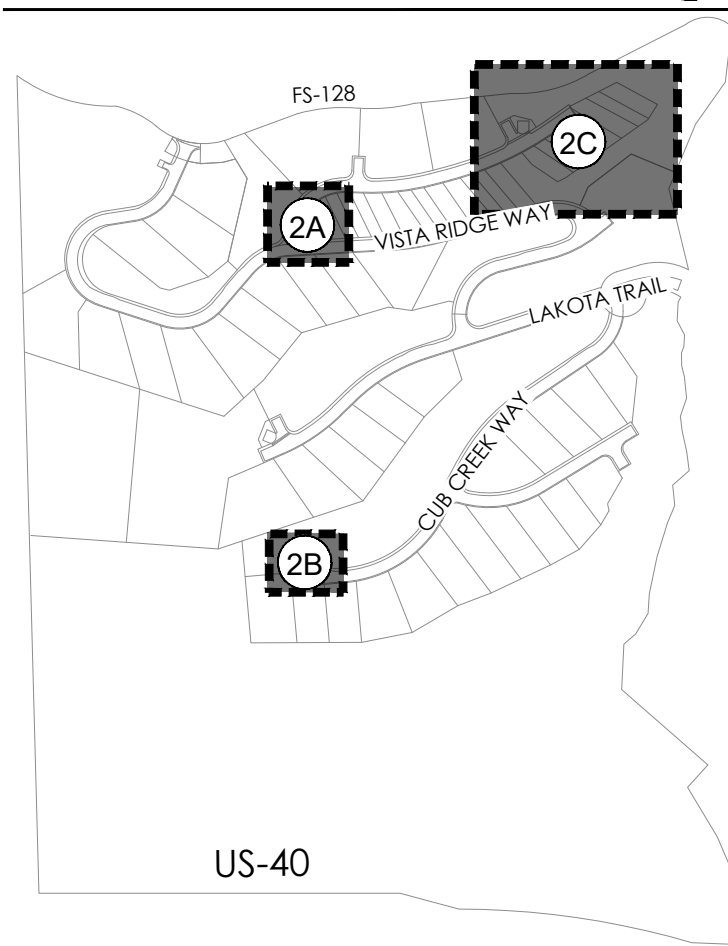 FS-128
2C
2A
VISTA RIDGE WAY
LAKOTA TRAIL
CUB CREEK WAY
2B
US-40